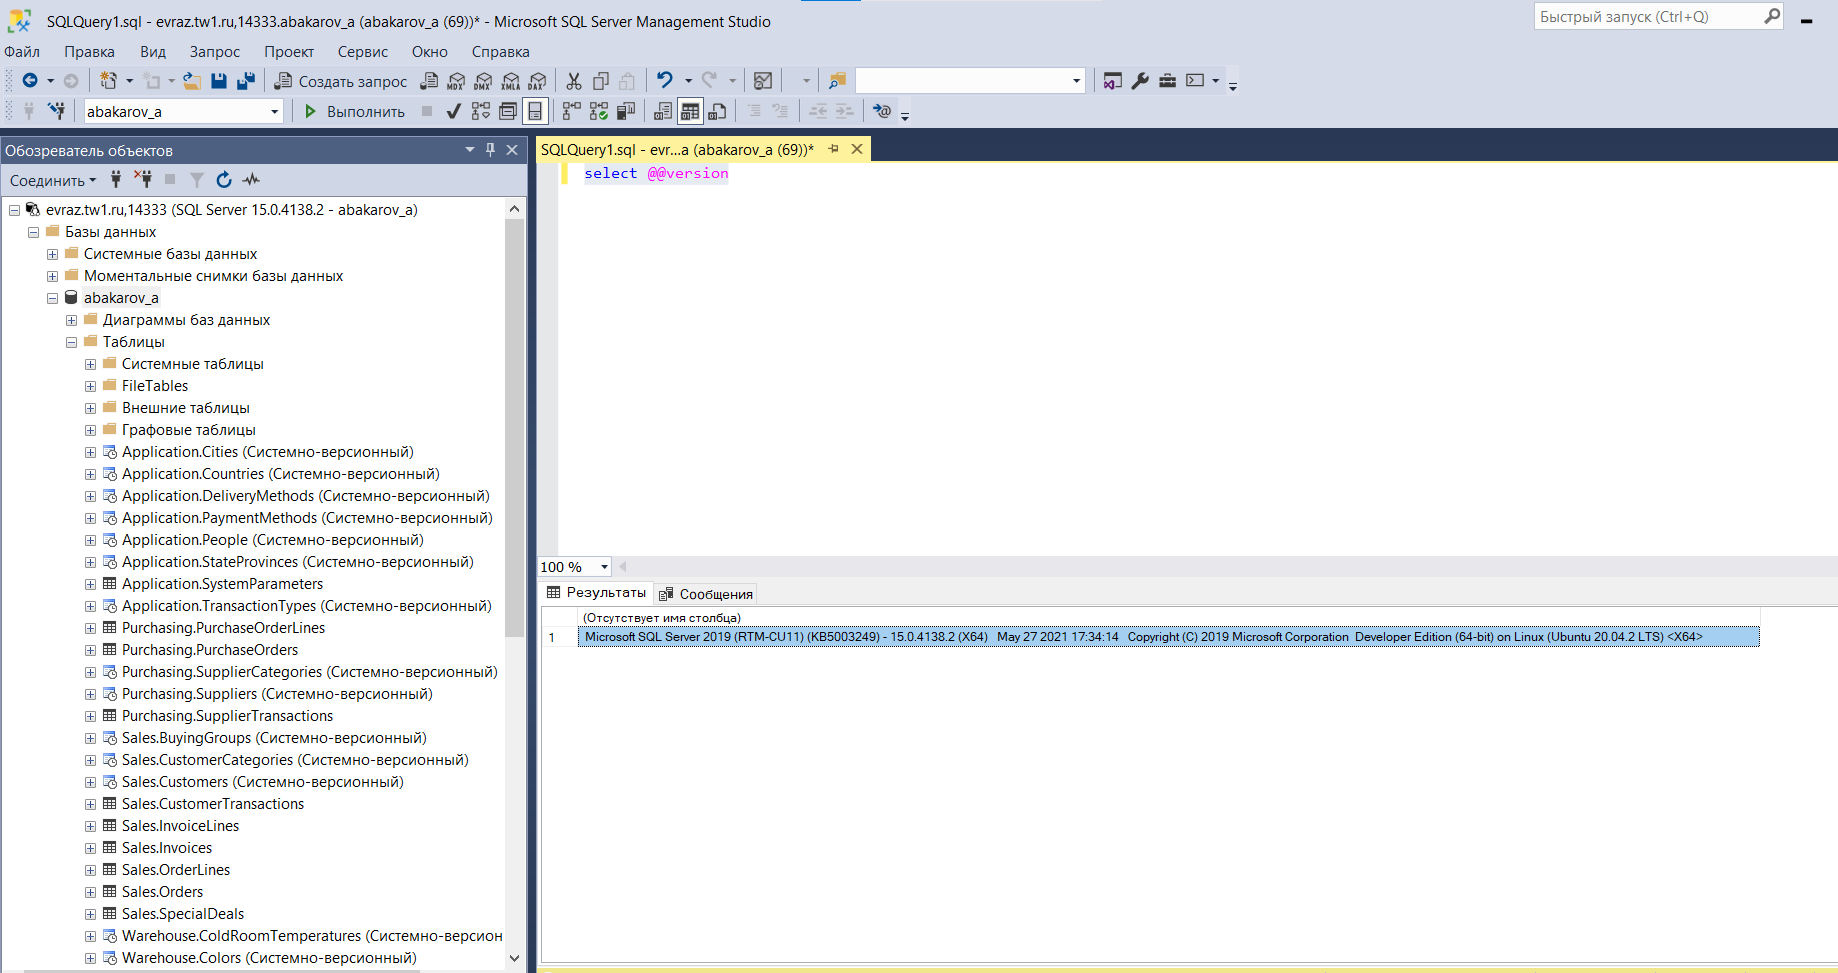 SQLQuery1.sql - evraz.tw1.ru,14333.abakarov_a (abakarov_a (69))* - Microsoft SQL Server Management Studio
Быстрый запуск (Ctrl+Q)
Файл Правка Вид Запрос Проект Сервис Окно Справка
Создать запрос MDX DMX XMLA DAX
abakarov_a Выполнить
Обозреватель объектов
Соединить
evraz.tw1.ru,14333 (SQL Server 15.0.4138.2 - abakarov_a)
Базы данных
Системные базы данных
Моментальные снимки базы данных
abakarov_a
Диаграммы баз данных
Таблицы
Системные таблицы
FileTables
Внешние таблицы
Графовые таблицы
Application.Cities (Системно-версионный)
Application.Countries (Системно-версионный)
Application.DeliveryMethods (Системно-версионный)
Application.PaymentMethods (Системно-версионный)
Application.People (Системно-версионный)
Application.StateProvinces (Системно-версионный)
Application.SystemParameters
Application.TransactionTypes (Системно-версионный)
Purchasing.PurchaseOrderLines
Purchasing.PurchaseOrders
Purchasing.SupplierCategories (Системно-версионный)
Purchasing.Suppliers (Системно-версионный)
Purchasing.SupplierTransactions
Sales.BuyingGroups (Системно-версионный)
Sales.CustomerCategories (Системно-версионный)
Sales.Customers (Системно-версионный)
Sales.CustomerTransactions
Sales.InvoiceLines
Sales.Invoices
Sales.OrderLines
Sales.Orders
Sales.SpecialDeals
Warehouse.ColdRoomTemperatures (Системно-версион
Warehouse.Colors (Системно-версионный)
SQLQuery1.sql - evr...a (abakarov_a (69))*
select @@version
100 %
Результаты Сообщения
(Отсутствует имя столбца)
1 Microsoft SQL Server 2019 (RTM-CU11) (KB5003249) - 15.0.4138.2 (X64) May 27 2021 17:34:14 Copyright (C) 2019 Microsoft Corporation Developer Edition (64-bit) on Linux (Ubuntu 20.04.2 LTS) <X64>